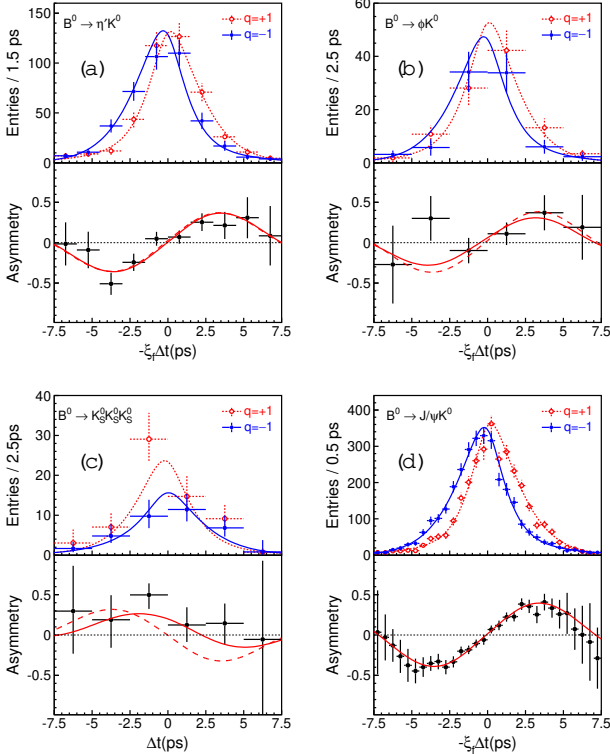 B⁰ → η′K⁰
q=+1
q=−1
(a)
Entries / 1.5 ps
150
100
50
0
Asymmetry
0.5
0
-0.5
-7.5 -5 -2.5 0 2.5 5 7.5
-ξfΔt(ps)
B⁰ → ϕK⁰
q=+1
q=−1
(b)
Entries / 2.5 ps
60
40
20
0
Asymmetry
0.5
0
-0.5
-7.5 -5 -2.5 0 2.5 5 7.5
-ξfΔt(ps)
B⁰ → K⁰SK⁰SK⁰S
q=+1
q=−1
(c)
Entries / 2.5ps
40
30
20
10
0
Asymmetry
0.5
0
-0.5
-7.5 -5 -2.5 0 2.5 5 7.5
Δt(ps)
B⁰ → J/ψK⁰
q=+1
q=−1
(d)
Entries / 0.5 ps
400
300
200
100
0
Asymmetry
0.5
0
-0.5
-7.5 -5 -2.5 0 2.5 5 7.5
-ξfΔt(ps)